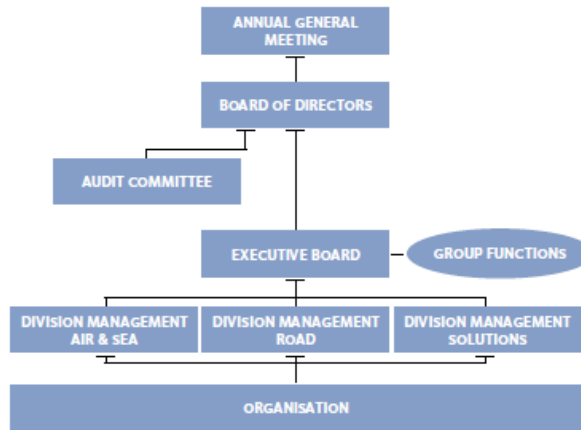 ANNUAL GENERAL
MEETING
BOARD OF DIRECTORS
AUDIT COMMITTEE
EXECUTIVE BOARD
GROUP FUNCTIONS
DIVISION MANAGEMENT
AIR & SEA
DIVISION MANAGEMENT
ROAD
DIVISION MANAGEMENT
SOLUTIONS
ORGANISATION